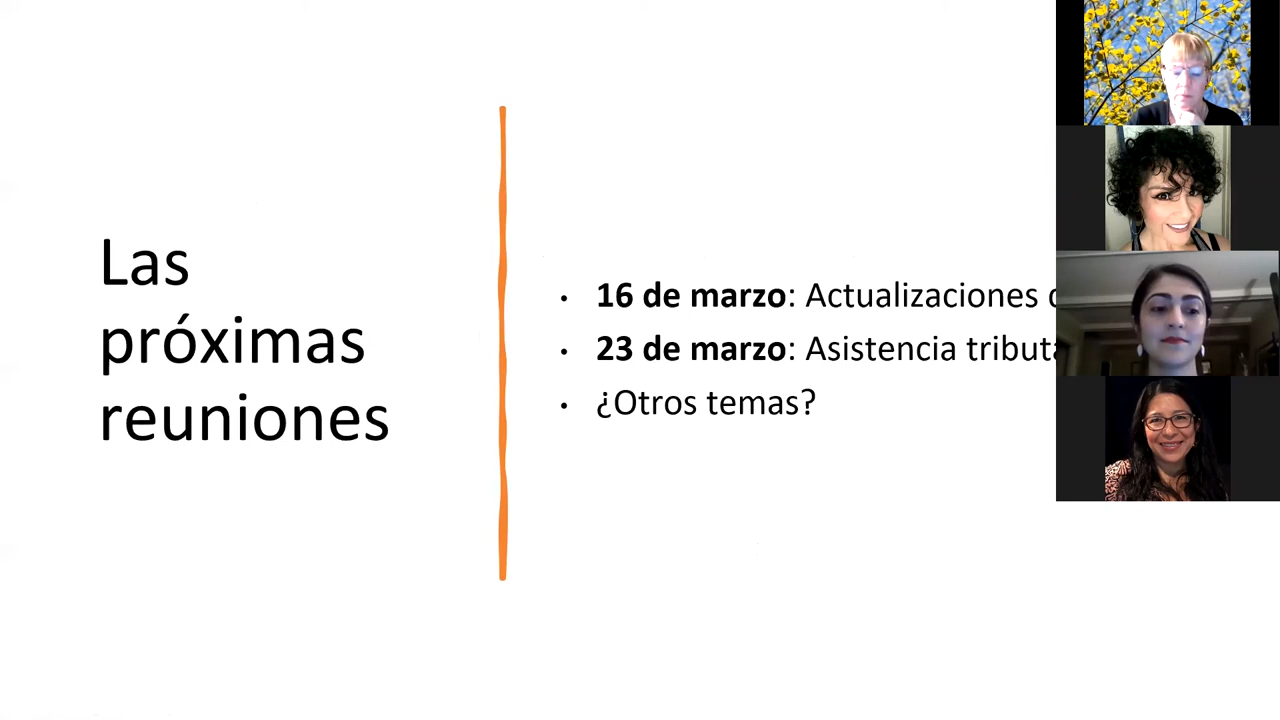 Las
próximas
reuniones
• 16 de marzo: Actualizaciones
• 23 de marzo: Asistencia
• ¿Otros temas?